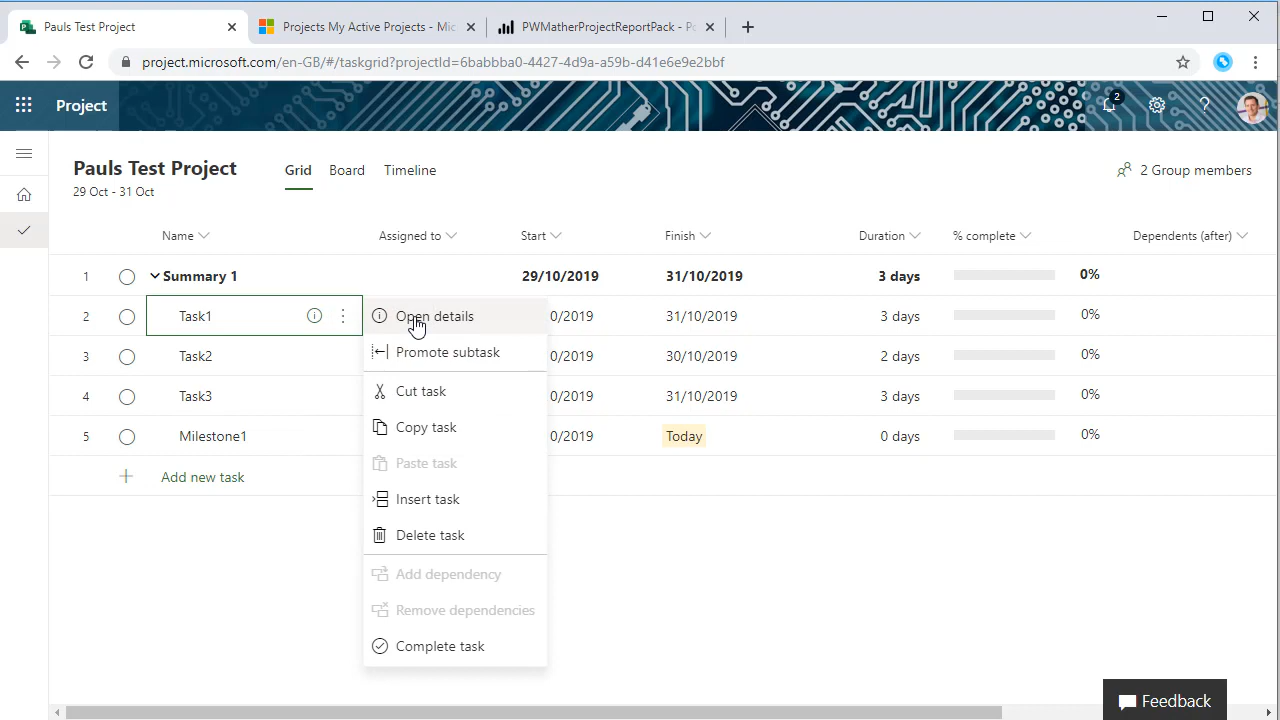 Pauls Test Project
Projects My Active Projects - Mic
PWMatherProjectReportPack - Po
project.microsoft.com/en-GB/#/taskgrid?projectId=6babbba0-4427-4d9a-a59b-d41e6e9e2bbf
Project
2
?
Pauls Test Project
29 Oct - 31 Oct
Grid Board Timeline
2 Group members
Name Assigned to Start Finish Duration % complete Dependents (after)
1 Summary 1 29/10/2019 31/10/2019 3 days 0%
2 Task1 Open details 0/2019 31/10/2019 3 days 0%
3 Task2 Promote subtask 0/2019 30/10/2019 2 days 0%
4 Task3 Cut task 0/2019 31/10/2019 3 days 0%
Copy task
5 Milestone1 0/2019 Today 0 days 0%
Add new task Paste task
Insert task
Delete task
Add dependency
Remove dependencies
Complete task
Feedback